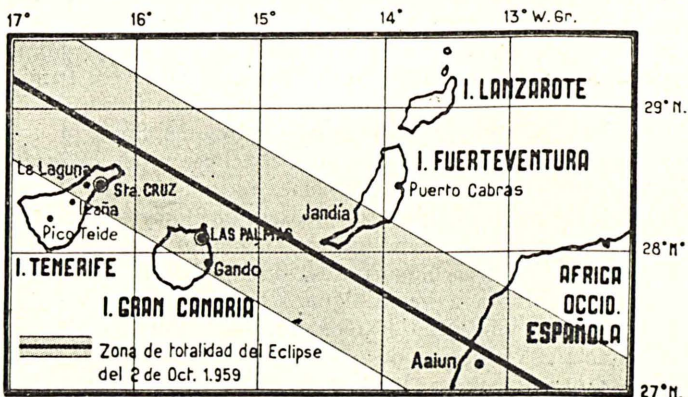 17° 16° 15° 14° 13° W. Gr.
I. LANZAROTE
29° N.
I. FUERTEVENTURA
La Laguna
Sta. CRUZ
Puerto Cabras
Izaña
Jandía
Pico Teide
LAS PALMAS
28° N
I. TENERIFE
Gando
AFRICA
OCCID.
ESPAÑOLA
I. GRAN CANARIA
Zona de totalidad del Eclipse
del 2 de Oct. 1.959
Aaiun
27° N.